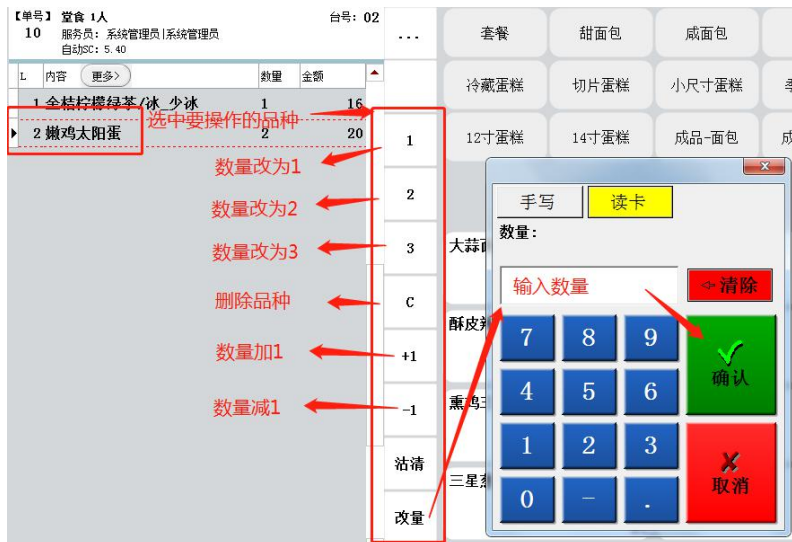 【单号】 堂食 1人 台号: 02
10 服务员: 系统管理员|系统管理员
自动SC: 5.40
L 内容 更多> 数量 金额
1 金桔柠檬绿茶/冰_少冰 1 16
2 嫩鸡太阳蛋 2 20
选中要操作的品种
数量改为1
数量改为2
数量改为3
删除品种
数量加1
数量减1
...
1
2
3
C
+1
-1
沽清
改量
套餐 甜面包 咸面包
冷藏蛋糕 切片蛋糕 小尺寸蛋糕
12寸蛋糕 14寸蛋糕 成品-面包
大蒜
酥皮
熏鸡
三星
x
手写 读卡
数量:
输入数量 清除
7 8 9
确认
4 5 6
1 2 3
取消
0 - .